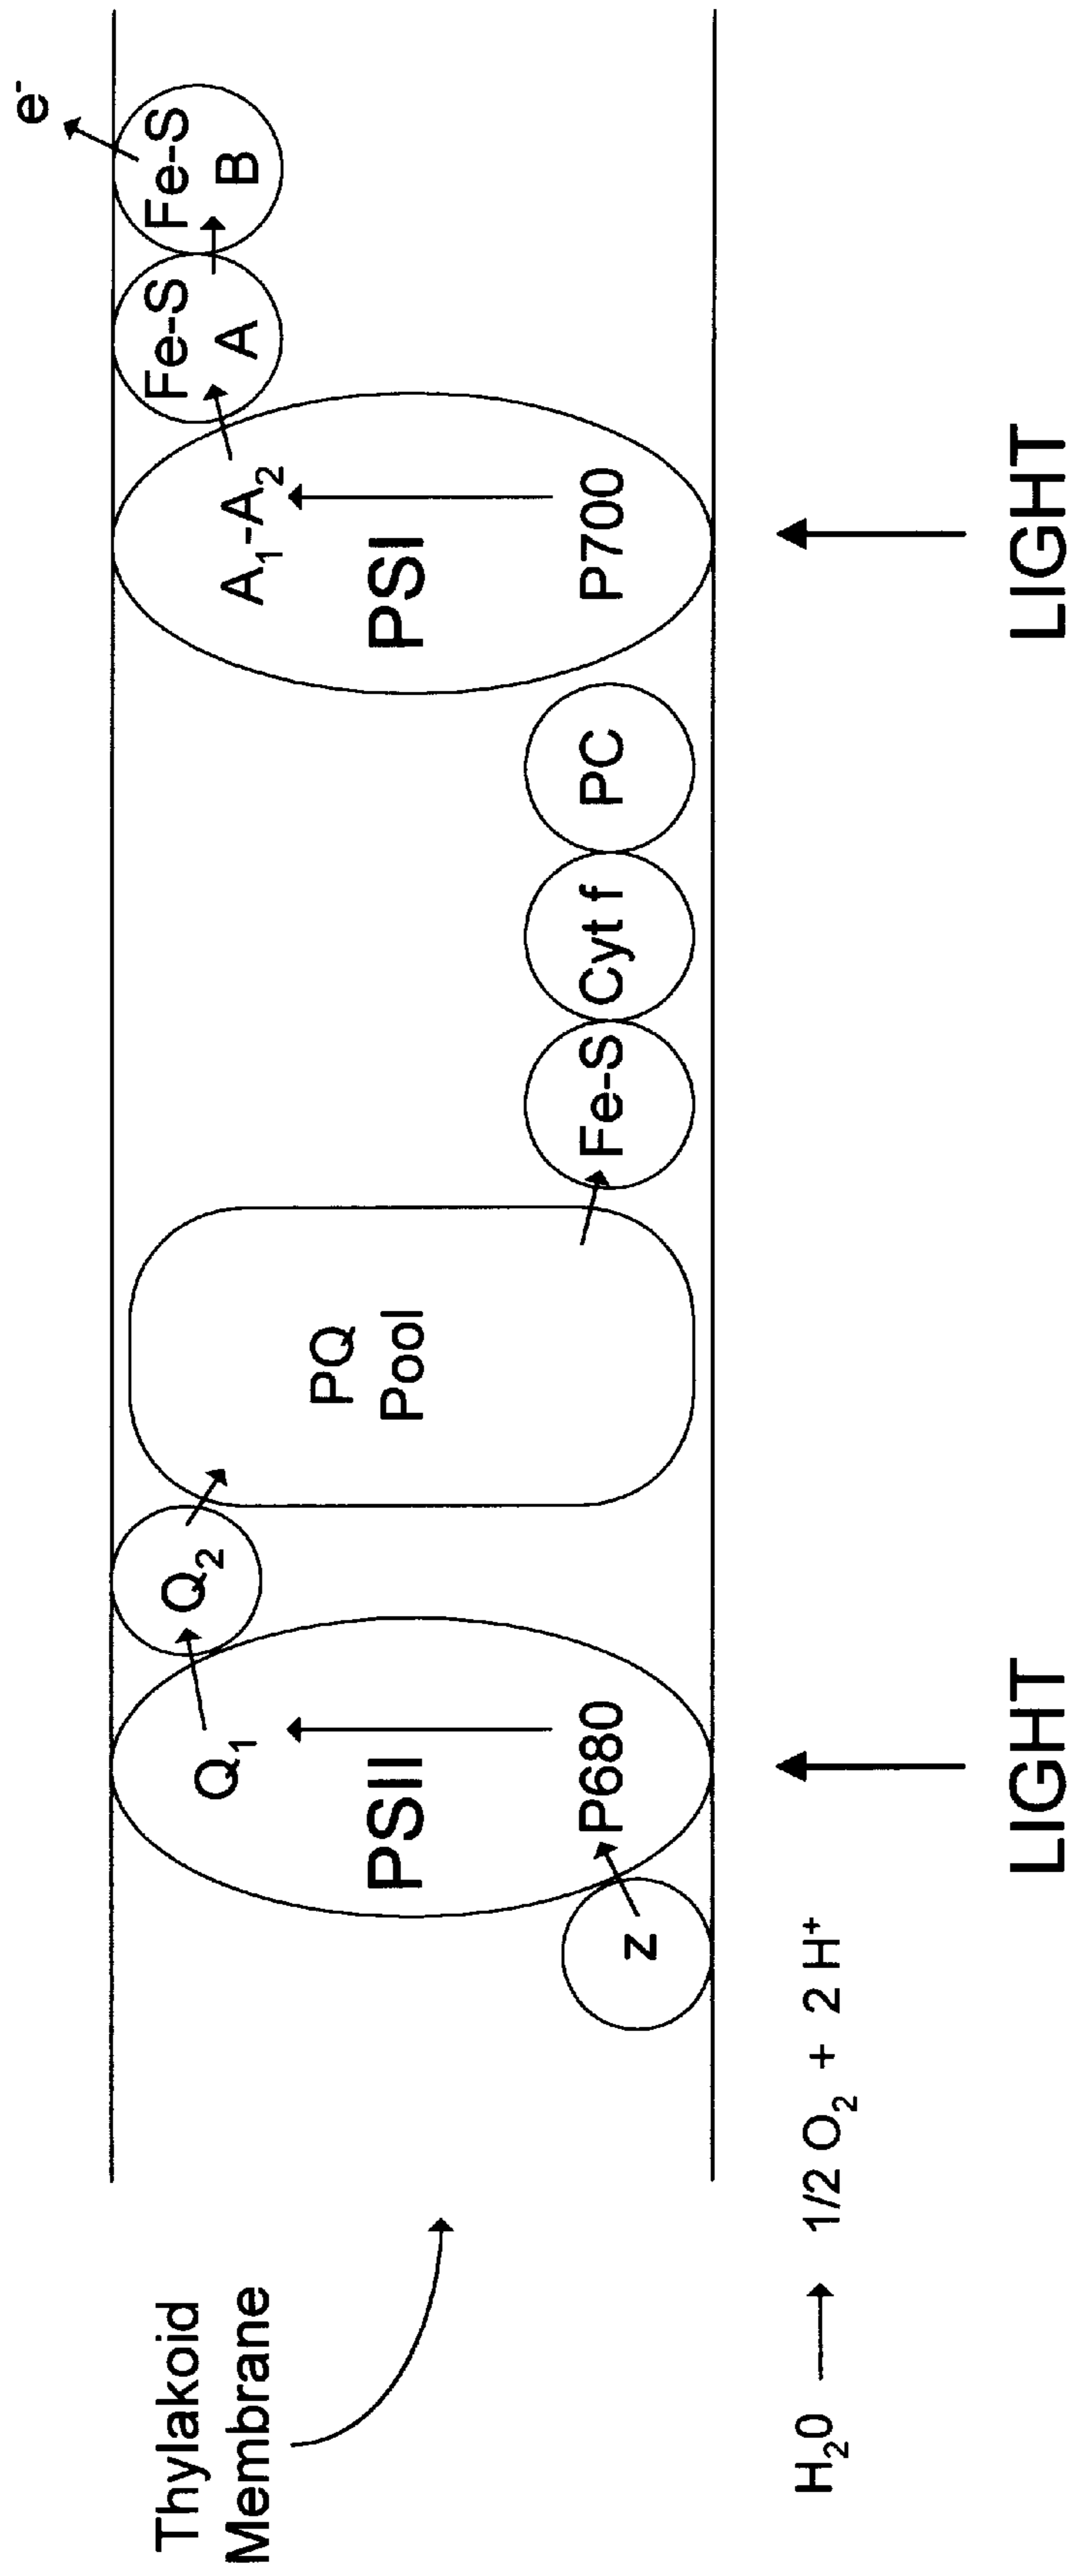 Thylakoid
Membrane
H₂0 → 1/2 O₂ + 2 H⁺
z
P680
PSII
Q₁
Q₂
LIGHT
PQ
Pool
Fe-S
Cyt f
PC
P700
PSI
A₁-A₂
LIGHT
Fe-S
A
Fe-S
B
e⁻